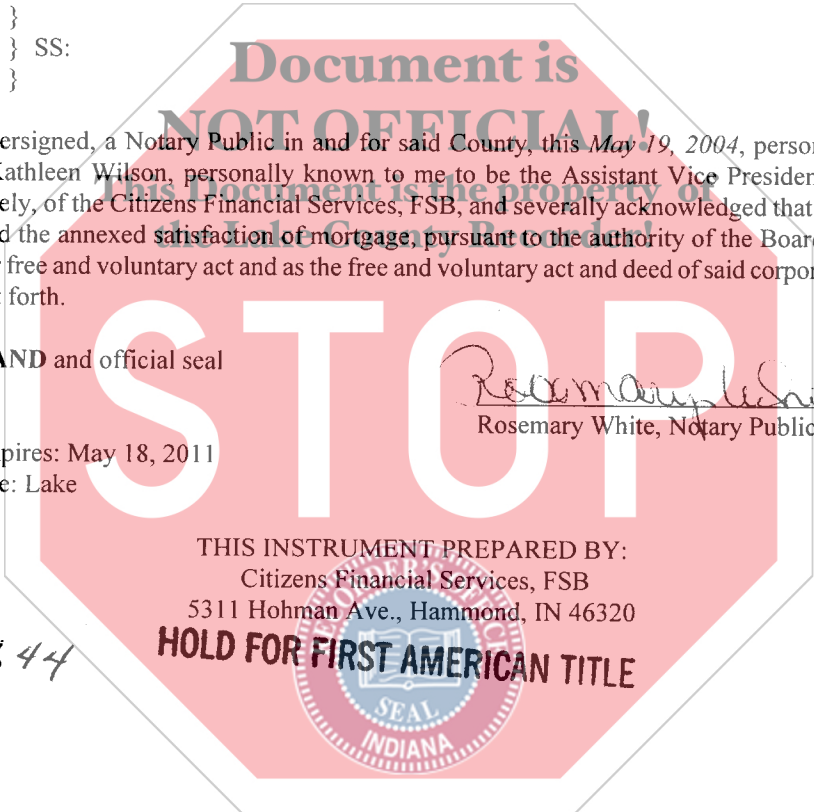 }
} SS:
}
Document is
NOT OFFICIAL!
This Document is the property of
the Lake County Recorder!
ersigned, a Notary Public in and for said County, this May 19, 2004, person
Kathleen Wilson, personally known to me to be the Assistant Vice Presiden
ely, of the Citizens Financial Services, FSB, and severally acknowledged that
d the annexed satisfaction of mortgage, pursuant to the authority of the Board
free and voluntary act and as the free and voluntary act and deed of said corpor
t forth.
STOP
AND and official seal
Rosemary White, Notary Public
pires: May 18, 2011
e: Lake
THIS INSTRUMENT PREPARED BY:
Citizens Financial Services, FSB
5311 Hohman Ave., Hammond, IN 46320
HOLD FOR FIRST AMERICAN TITLE
44
RECORDER'S OFFICE
SEAL
INDIANA